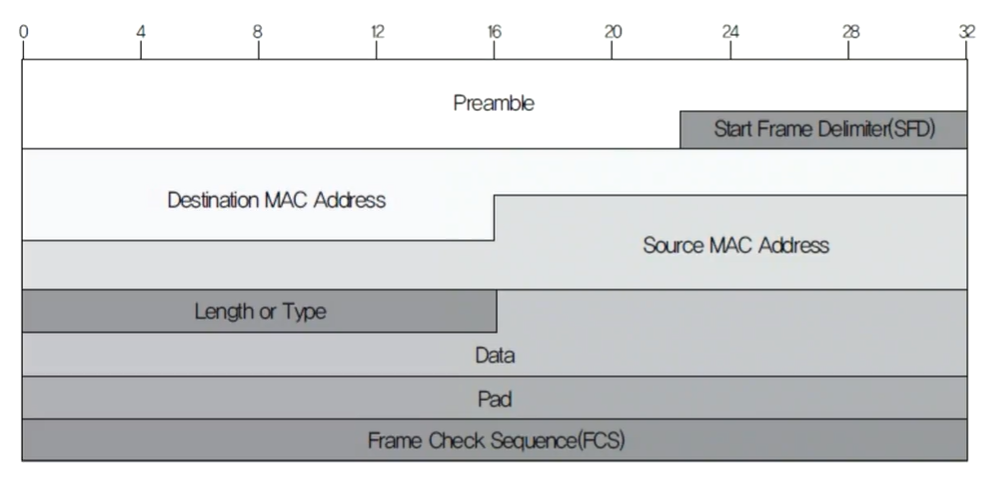 0 4 8 12 16 20 24 28 32
Preamble
Start Frame Delimiter(SFD)
Destination MAC Address
Source MAC Address
Length or Type
Data
Pad
Frame Check Sequence(FCS)